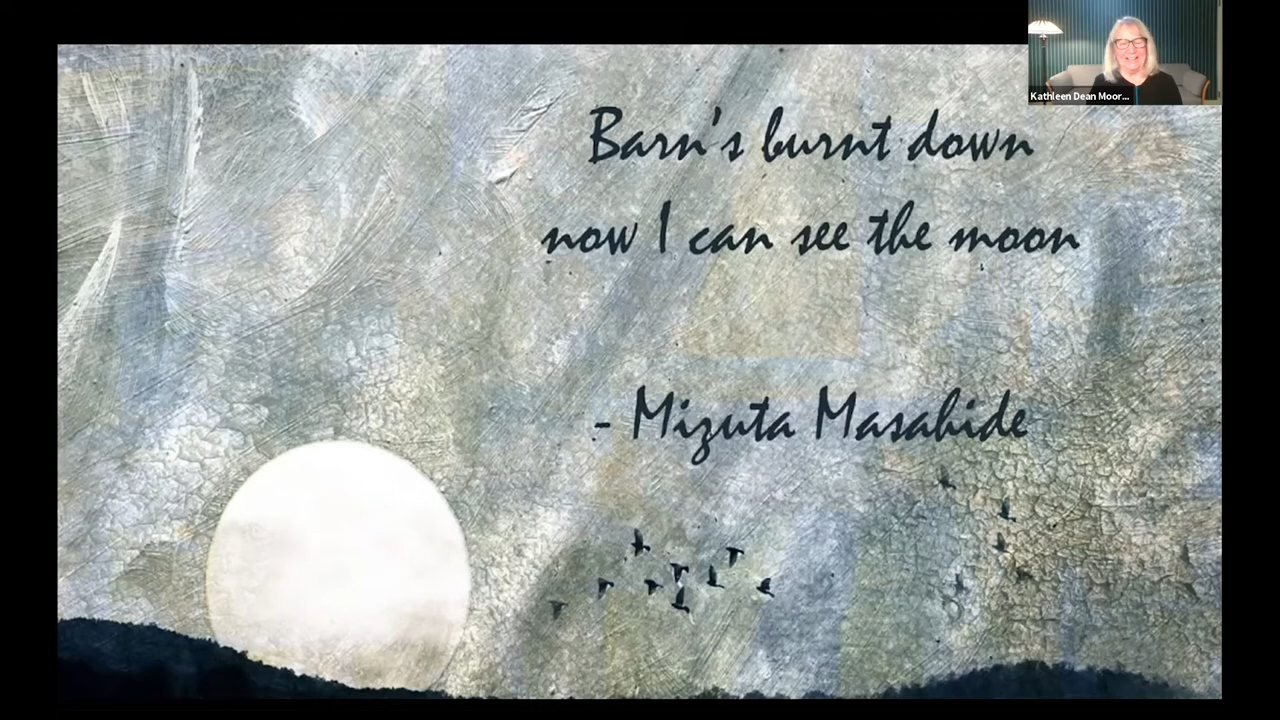 Kathleen Dean Moor...
Barn's burnt down
now I can see the moon
- Mizuta Masahide